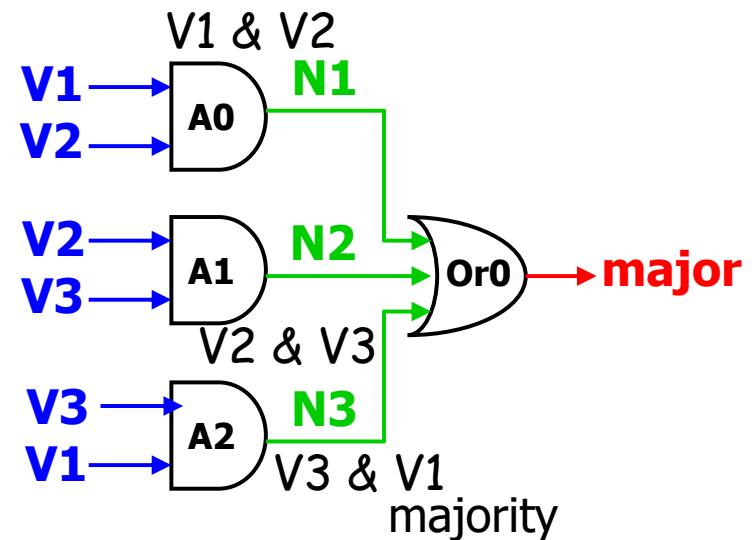 V1 & V2
V1
V2
A0
N1
V2
V3
A1
N2
V2 & V3
Or0
major
V3
V1
A2
N3
V3 & V1
majority